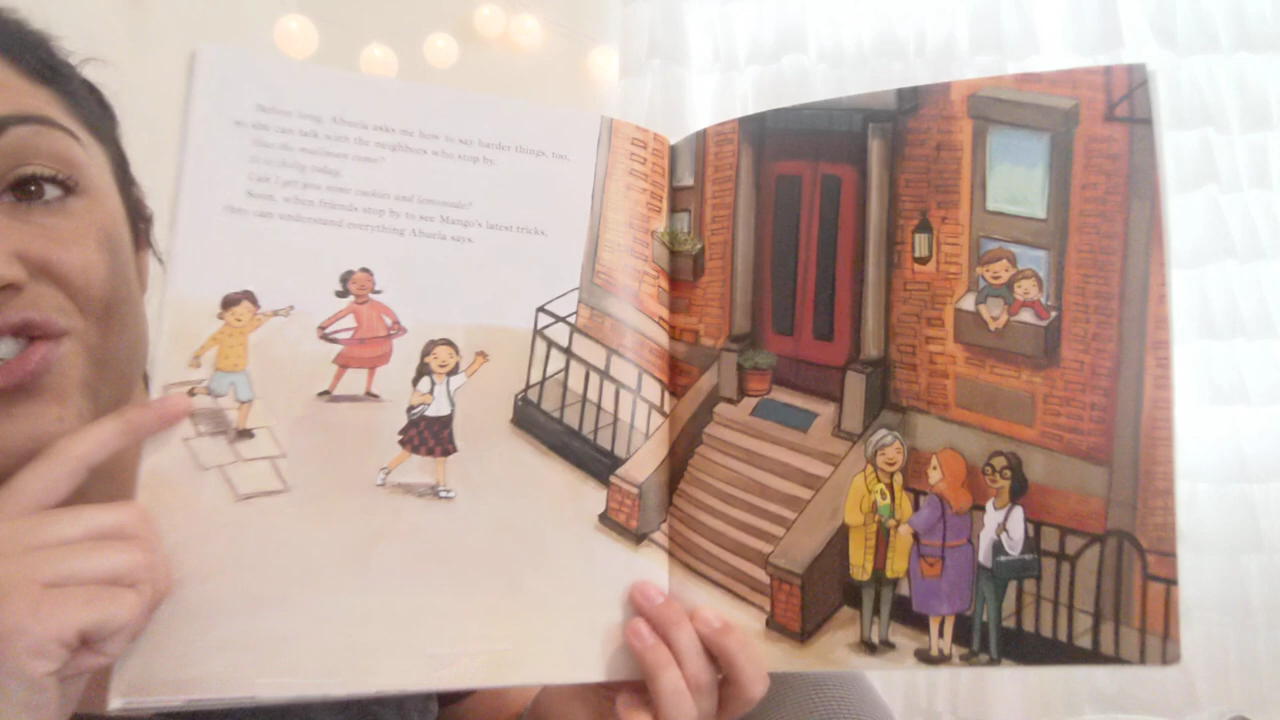 Before long, Abuela asks me how to say harder things, too,
so she can talk with the neighbors who stop by.
Has the mailman come?
It is chilly today.
Can I get you some cookies and lemonade?
Soon, when friends stop by to see Mango's latest tricks,
they can understand everything Abuela says.